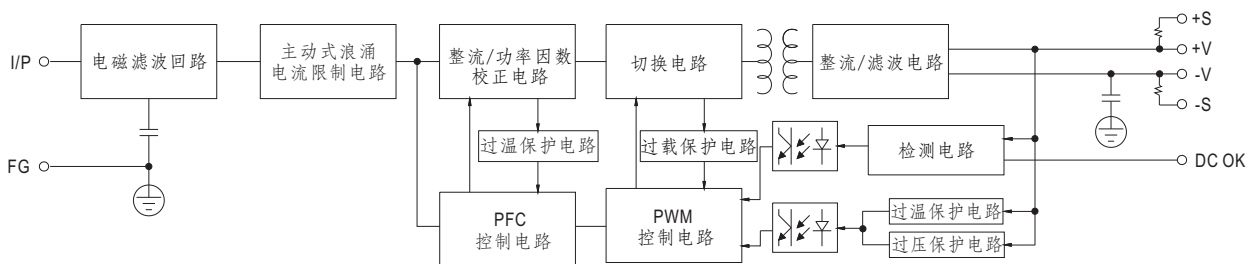 I/P
电磁滤波回路
主动式浪涌
电流限制电路
整流/功率因数
校正电路
切换电路
整流/滤波电路
+S
+V
-V
-S
过温保护电路
过载保护电路
检测电路
DC OK
FG
PFC
控制电路
PWM
控制电路
过温保护电路
过压保护电路